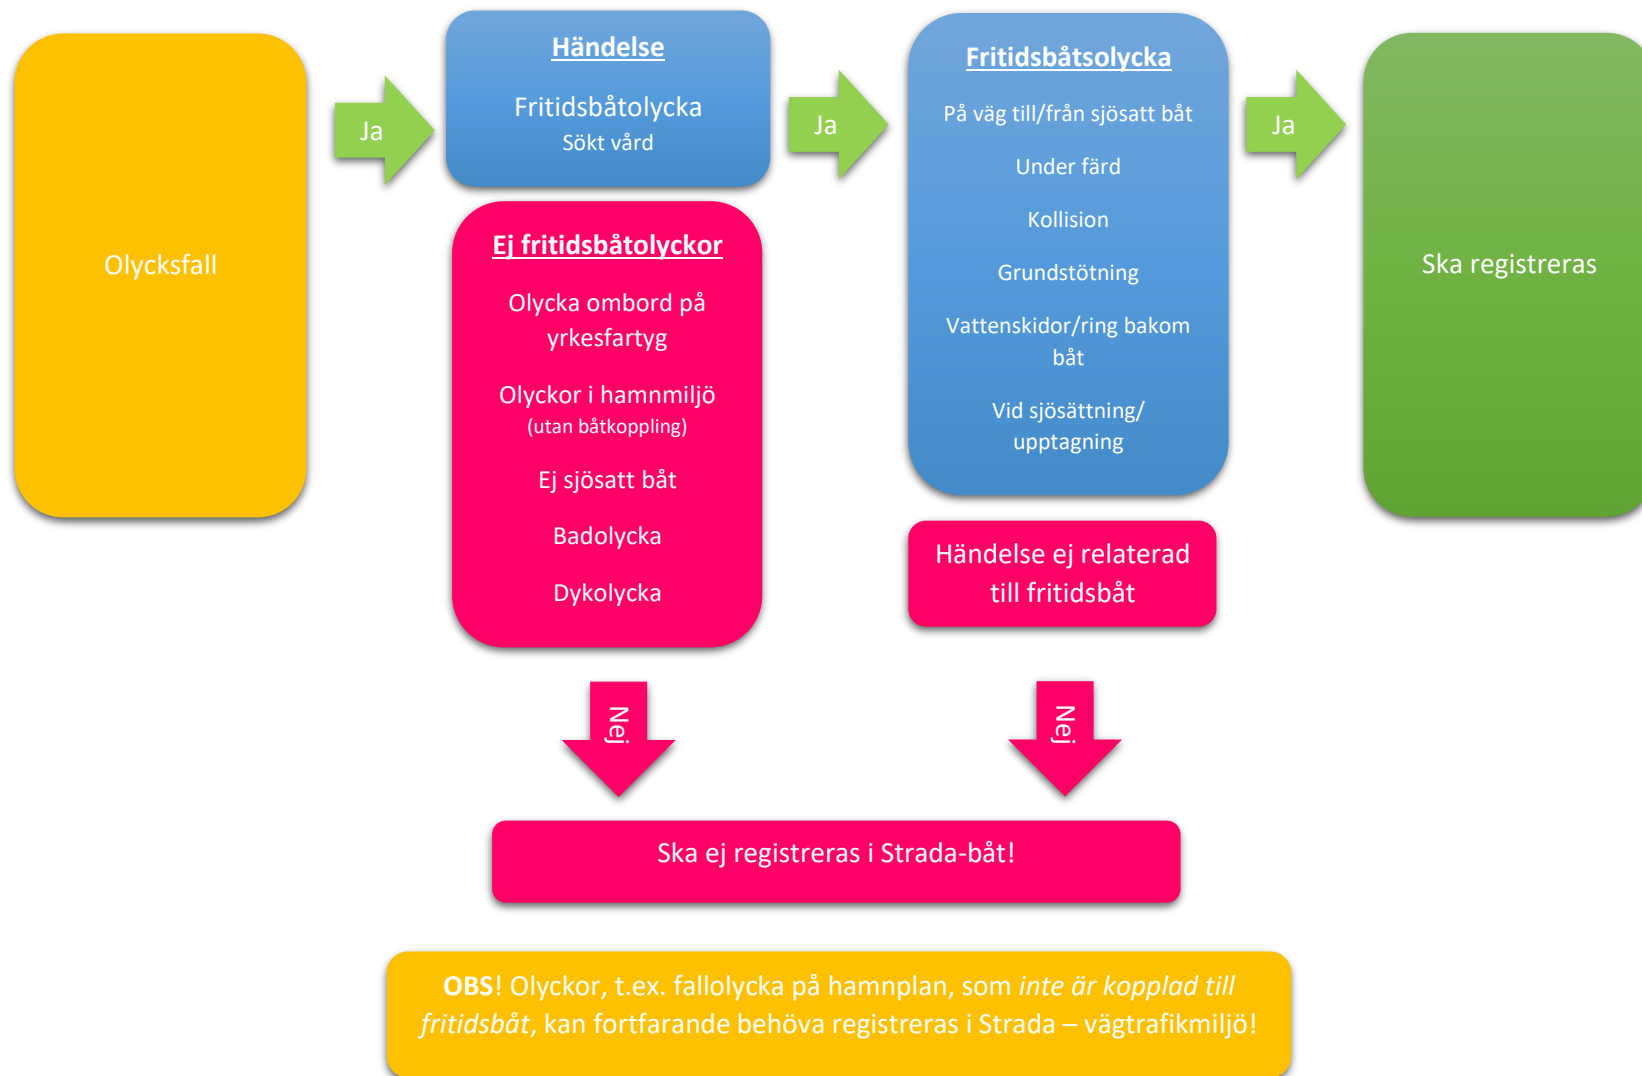 Olycksfall
Ja
Händelse
Fritidsbåtolycka
Sökt vård
Ja
Fritidsbåtsolycka
På väg till/från sjösatt båt
Under färd
Kollision
Grundstötning
Vattenskidor/ring bakom
båt
Vid sjösättning/
upptagning
Ja
Ska registreras
Ej fritidsbåtolyckor
Olycka ombord på
yrkesfartyg
Olyckor i hamnmiljö
(utan båtkoppling)
Ej sjösatt båt
Badolycka
Dykolycka
Händelse ej relaterad
till fritidsbåt
Nej
Nej
Ska ej registreras i Strada-båt!
OBS! Olyckor, t.ex. fallolycka på hamnplan, som inte är kopplad till
fritidsbåt, kan fortfarande behöva registreras i Strada – vägtrafikmiljö!